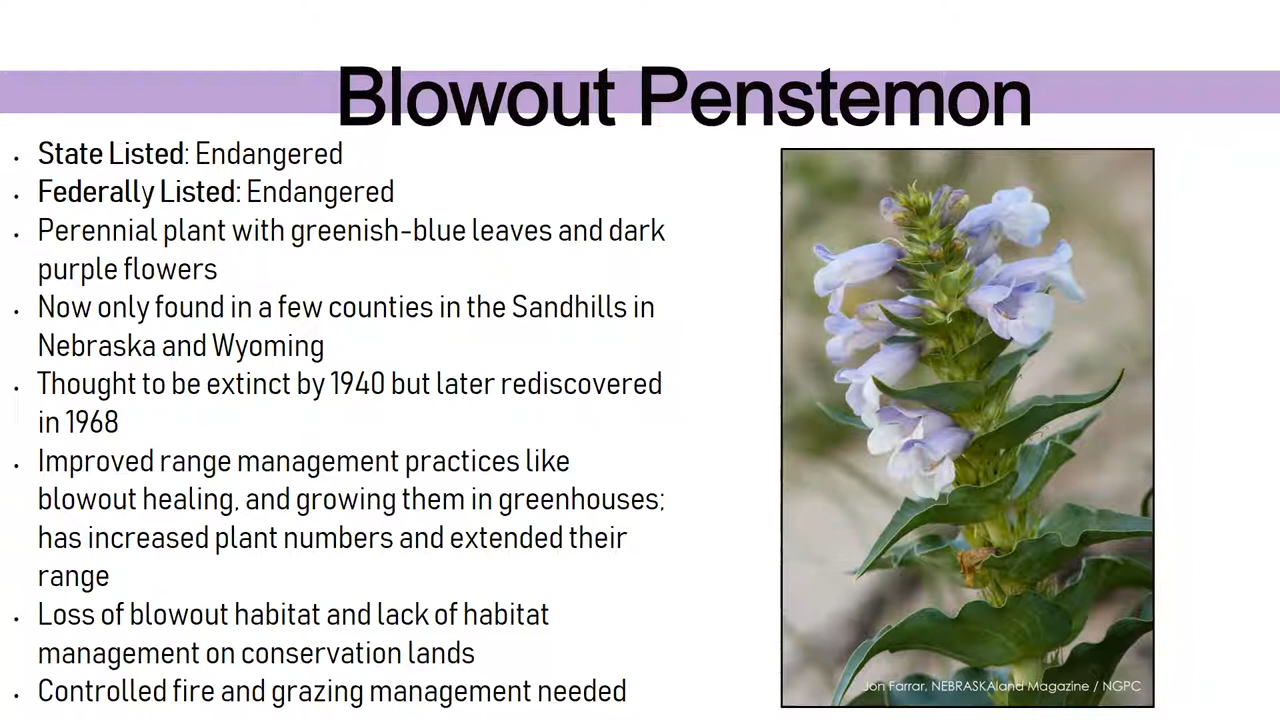 Blowout Penstemon
• State Listed: Endangered
• Federally Listed: Endangered
• Perennial plant with greenish-blue leaves and dark
purple flowers
• Now only found in a few counties in the Sandhills in
Nebraska and Wyoming
• Thought to be extinct by 1940 but later rediscovered
in 1968
• Improved range management practices like
blowout healing, and growing them in greenhouses;
has increased plant numbers and extended their
range
• Loss of blowout habitat and lack of habitat
management on conservation lands
• Controlled fire and grazing management needed
Jon Farrar, NEBRASKAland Magazine / NGPC